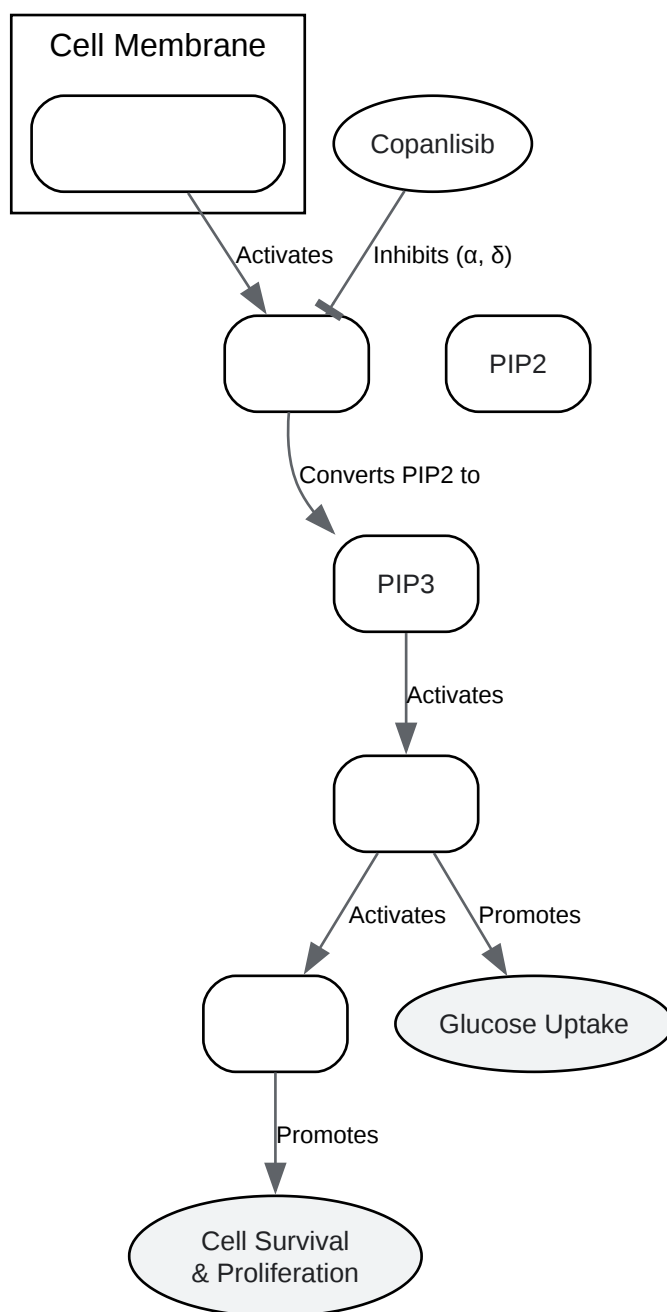 Cell Membrane
Copanlisib
Activates
Inhibits (α, δ)
PIP2
Converts PIP2 to
PIP3
Activates
Activates
Promotes
Glucose Uptake
Promotes
Cell Survival
& Proliferation